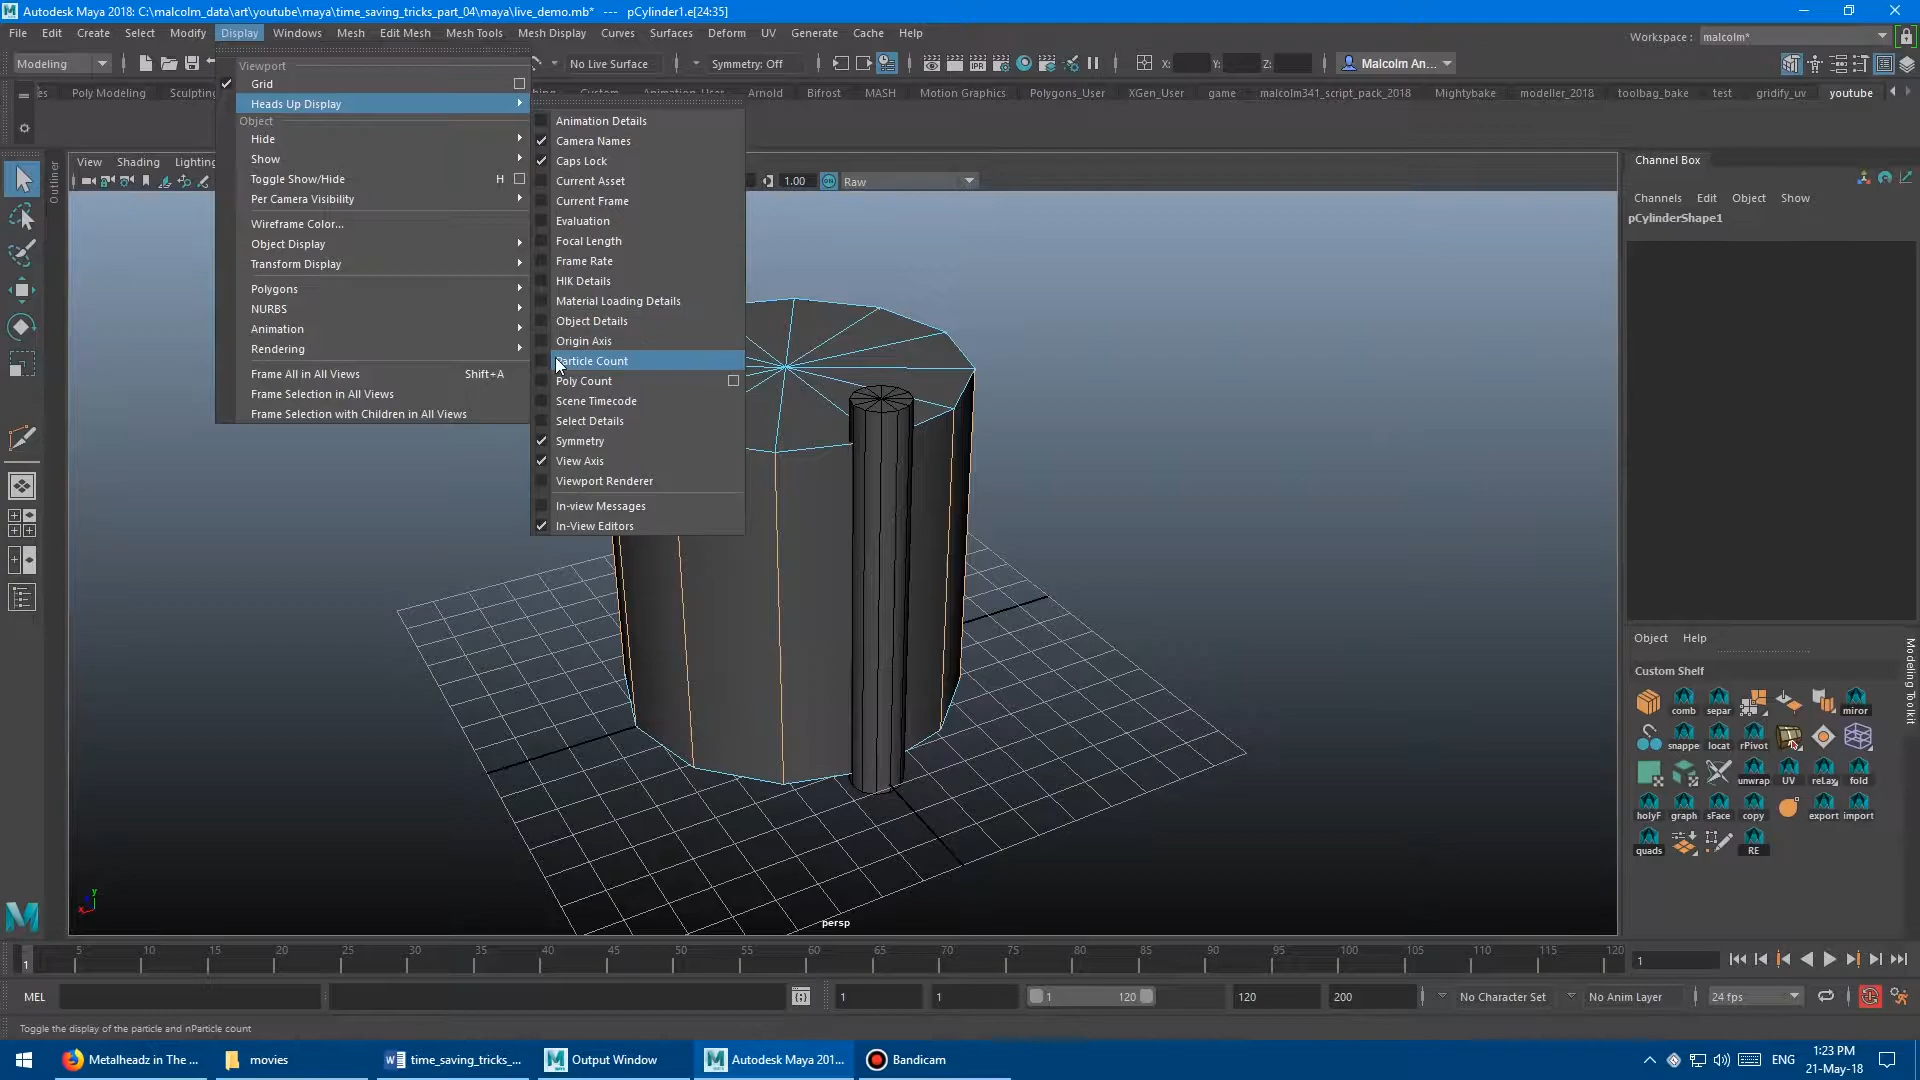 Autodesk Maya 2018: C:\malcolm_data\art\youtube\maya\time_saving_tricks_part_04\maya\live_demo.mb* --- pCylinder1.e[24:35]
File Edit Create Select Modify Display Windows Mesh Edit Mesh Mesh Tools Mesh Display Curves Surfaces Deform UV Generate Cache Help
Workspace : malcolm*
Modeling
No Live Surface
Symmetry: Off
X:
Y:
Z:
Malcolm An...
Poly Modeling
Sculpting
Custom
Animation_User
Arnold
Bifrost
MASH
Motion Graphics
Polygons_User
XGen_User
game
malcolm341_script_pack_2018
Mightybake
modeller_2018
toolbag_bake
test
gridify_uv
youtube
Viewport
Grid
Heads Up Display
Object
Hide
Show
Toggle Show/Hide H
Per Camera Visibility
Wireframe Color...
Object Display
Transform Display
Polygons
NURBS
Animation
Rendering
Frame All in All Views Shift+A
Frame Selection in All Views
Frame Selection with Children in All Views
Animation Details
Camera Names
Caps Lock
Current Asset
Current Frame
Evaluation
Focal Length
Frame Rate
HIK Details
Material Loading Details
Object Details
Origin Axis
Particle Count
Poly Count
Scene Timecode
Select Details
Symmetry
View Axis
Viewport Renderer
In-view Messages
In-View Editors
Outliner
View Shading Lighting
1.00
Raw
persp
y
x
Channel Box
Channels Edit Object Show
pCylinderShape1
Object Help
Custom Shelf
comb separ miror
snappe locat rPivot
unwrap UV reLax fold
holyF graph sFace copy export import
quads RE
Modeling Toolkit
5 10 15 20 25 30 35 40 45 50 55 60 65 70 75 80 85 90 95 100 105 110 115 120
1
1
MEL
1
1
1 120
120
200
No Character Set
No Anim Layer
24 fps
Toggle the display of the particle and nParticle count
Metalheadz in The ...
movies
time_saving_tricks_...
Output Window
Autodesk Maya 201...
Bandicam
ENG
1:23 PM
21-May-18